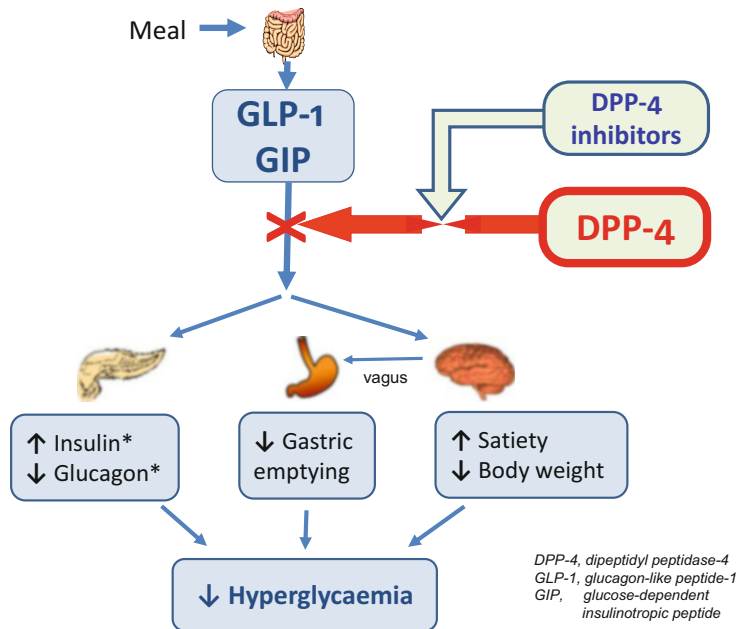 Meal
GLP-1
GIP
DPP-4
inhibitors
DPP-4
vagus
↑ Insulin*
↓ Glucagon*
↓ Gastric
emptying
↑ Satiety
↓ Body weight
↓ Hyperglycaemia
DPP-4, dipeptidyl peptidase-4
GLP-1, glucagon-like peptide-1
GIP, glucose-dependent
insulinotropic peptide